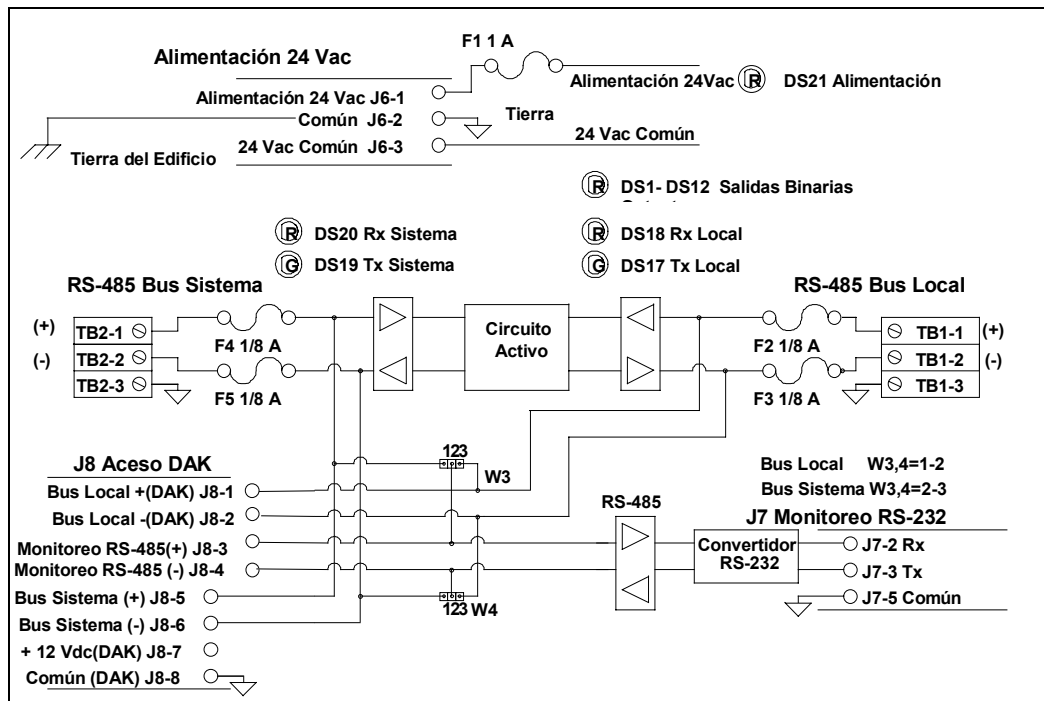 F1 1 A
Alimentación 24 Vac
Alimentación 24Vac R DS21 Alimentación
Alimentación 24 Vac J6-1
Común J6-2
Tierra
24 Vac Común J6-3
24 Vac Común
Tierra del Edificio
R DS1- DS12 Salidas Binarias
R DS20 Rx Sistema
R DS18 Rx Local
G DS19 Tx Sistema
G DS17 Tx Local
RS-485 Bus Sistema
RS-485 Bus Local
(+) TB2-1
F4 1/8 A
Circuito
Activo
F2 1/8 A
TB1-1 (+)
(-) TB2-2
TB1-2 (-)
TB2-3
F5 1/8 A
F3 1/8 A
TB1-3
J8 Aceso DAK
123
W3
Bus Local W3,4=1-2
Bus Local +(DAK) J8-1
Bus Sistema W3,4=2-3
Bus Local -(DAK) J8-2
RS-485
J7 Monitoreo RS-232
Monitoreo RS-485(+) J8-3
Convertidor
RS-232
J7-2 Rx
Monitoreo RS-485 (-) J8-4
J7-3 Tx
Bus Sistema (+) J8-5
123 W4
J7-5 Común
Bus Sistema (-) J8-6
+ 12 Vdc(DAK) J8-7
Común (DAK) J8-8